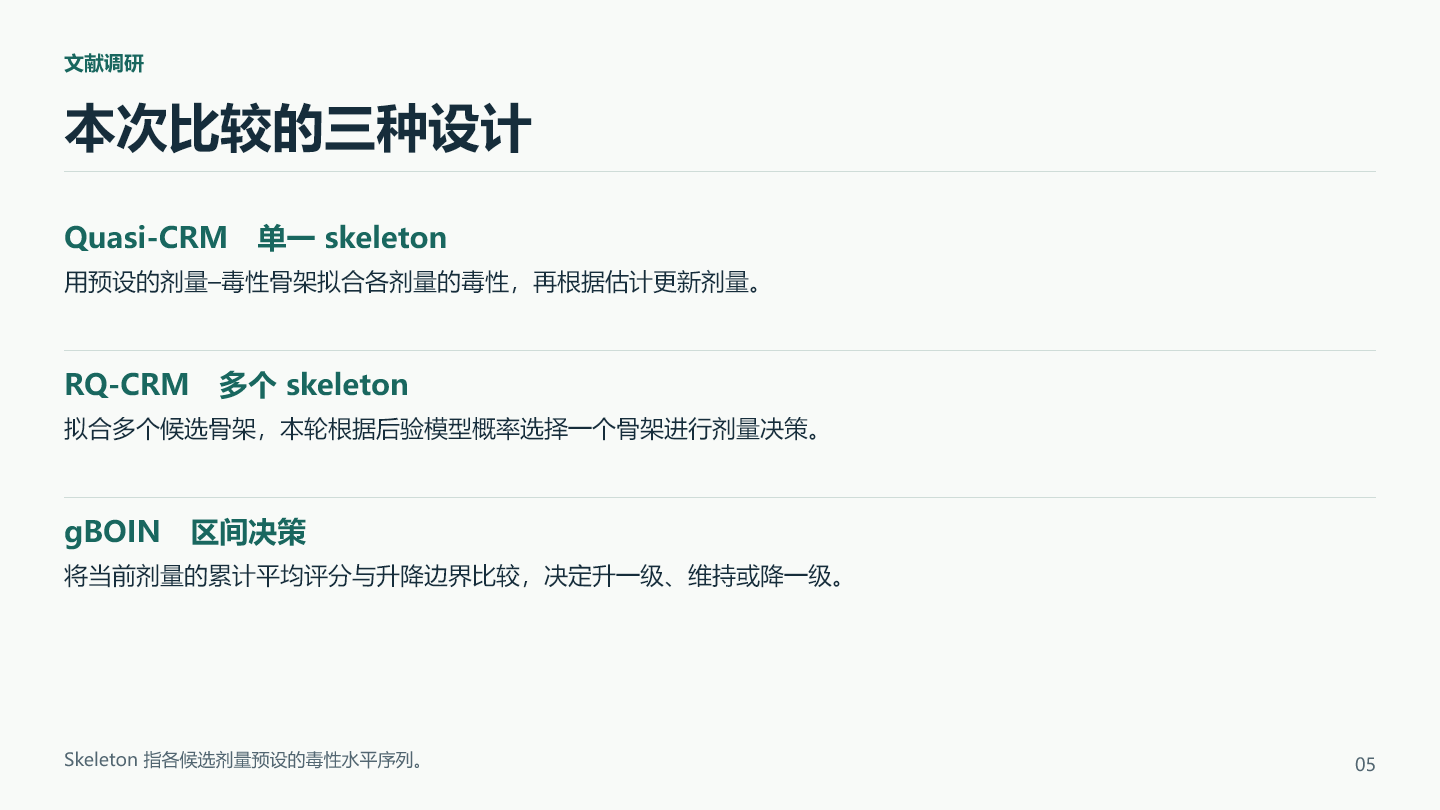 文献调研
本次比较的三种设计
Quasi-CRM 单一 skeleton
用预设的剂量–毒性骨架拟合各剂量的毒性，再根据估计更新剂量。
RQ-CRM 多个 skeleton
拟合多个候选骨架，本轮根据后验模型概率选择一个骨架进行剂量决策。
gBOIN 区间决策
将当前剂量的累计平均评分与升降边界比较，决定升一级、维持或降一级。
Skeleton 指各候选剂量预设的毒性水平序列。
05